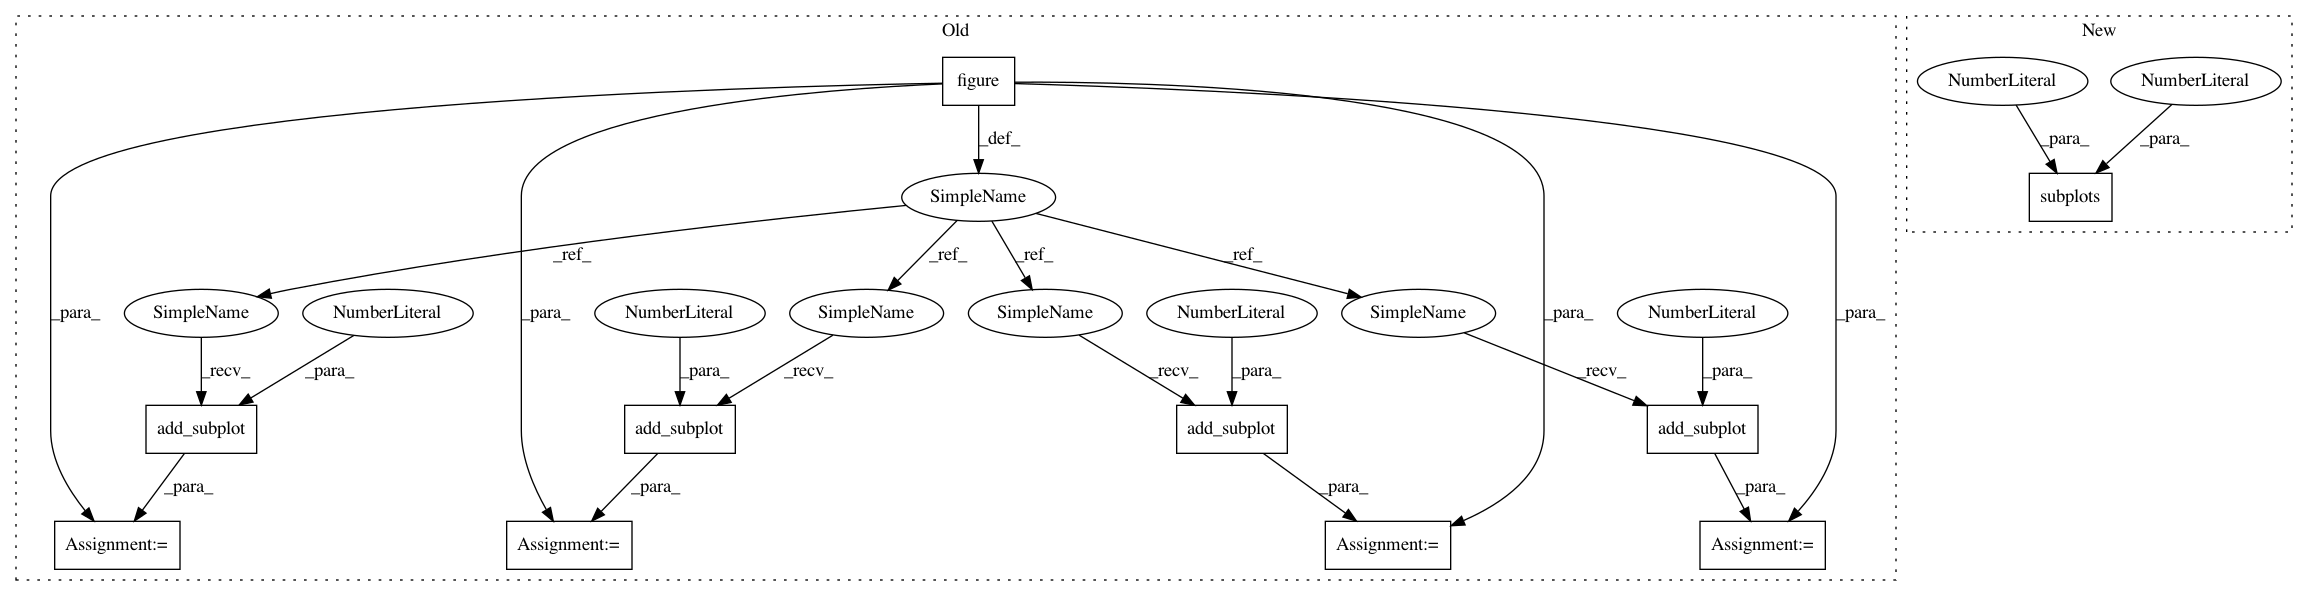 Old
New
figure
NumberLiteral
NumberLiteral
_def_
_para_
_para_
SimpleName
subplots
_ref_
_ref_
_ref_
_ref_
_para_
SimpleName
NumberLiteral
_para_
NumberLiteral
SimpleName
SimpleName
NumberLiteral
SimpleName
_para_
NumberLiteral
_para_
_recv_
_para_
_para_
_recv_
_recv_
_para_
_recv_
_para_
add_subplot
add_subplot
add_subplot
add_subplot
_para_
_para_
_para_
_para_
Assignment:=
Assignment:=
Assignment:=
Assignment:=